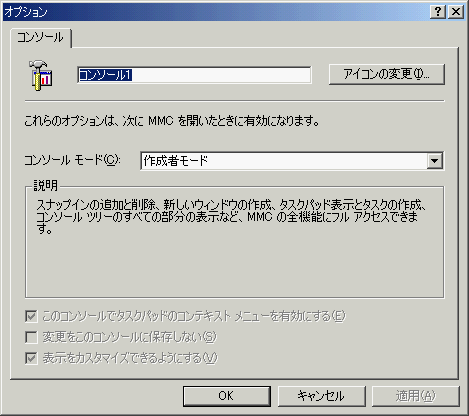 オプション
コンソール
コンソール1
アイコンの変更(I)...
これらのオプションは、次に MMC を開いたときに有効になります。
コンソール モード(C):
作成者モード
説明
スナップインの追加と削除、新しいウィンドウの作成、タスクパッド表示とタスクの作成、
コンソール ツリーのすべての部分の表示など、MMC の全機能にフル アクセスできま
す。
このコンソールでタスクパッドのコンテキスト メニューを有効にする(E)
変更をこのコンソールに保存しない(S)
表示をカスタマイズできるようにする(V)
OK
キャンセル
適用(A)